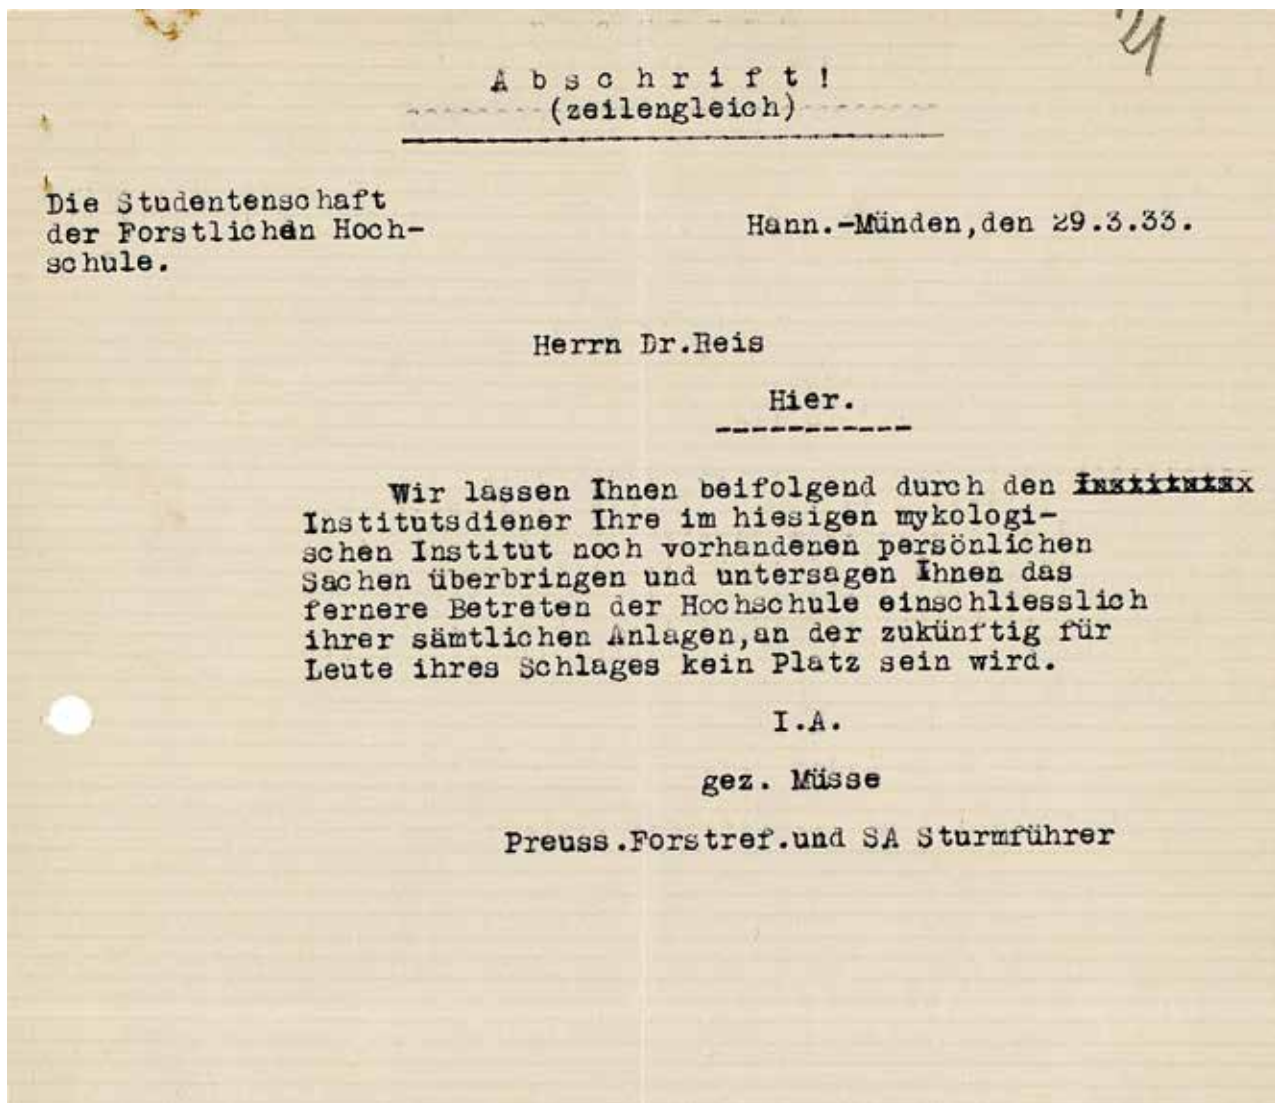 21
A b s c h r i f t !
(zeilengleich)
Die Studentenschaft
der Forstlichen Hoch-
schule.
Hann.-Münden,den 29.3.33.
Herrn Dr.Reis
Hier.
Wir lassen Ihnen beifolgend durch den Institutsx
Institutsdiener Ihre im hiesigen mykologi-
schen Institut noch vorhandenen persönlichen
Sachen überbringen und untersagen Ihnen das
fernere Betreten der Hochschule einschliesslich
ihrer sämtlichen Anlagen,an der zukünftig für
Leute ihres Schlages kein Platz sein wird.
I.A.
gez. Müsse
Preuss.Forstref.und SA Sturmführer